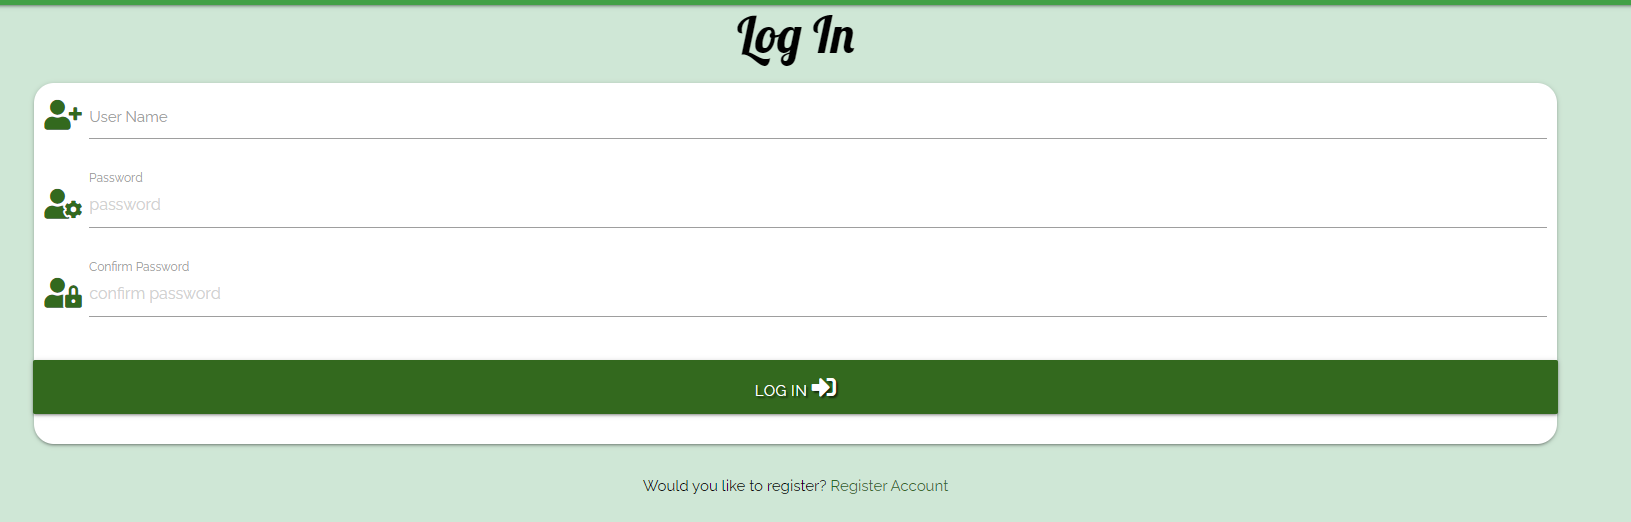 Log In
User Name
Password
password
Confirm Password
confirm password
LOG IN
Would you like to register? Register Account